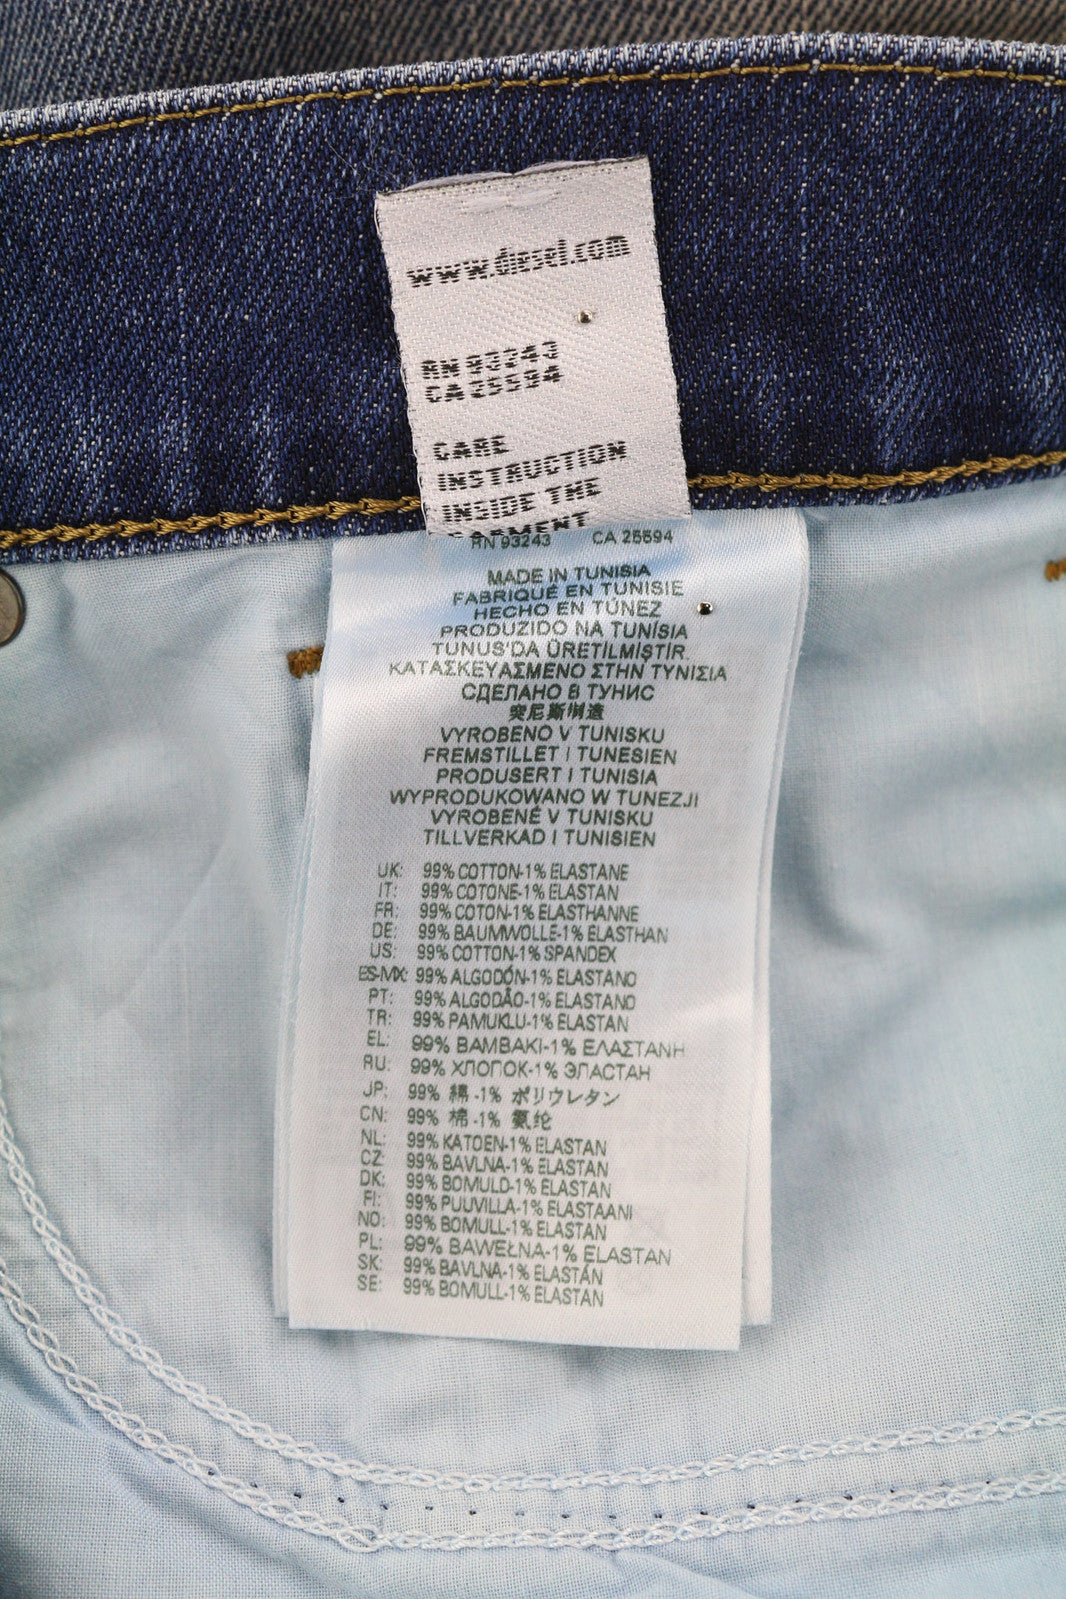 www.diesel.com
RN 93243
CA 25594
CARE
INSTRUCTION
INSIDE THE
GARMENT
RN 93243 CA 25594
MADE IN TUNISIA
FABRIQUÉ EN TUNISIE
HECHO EN TÚNEZ
PRODUZIDO NA TUNÍSIA
TUNUS'DA ÜRETİLMİŞTİR
ΚΑΤΑΣΚΕΥΑΣΜΕΝΟ ΣΤΗΝ ΤΥΝΙΣΙΑ
СДЕЛАНО В ТУНИС
突尼斯制造
VYROBENO V TUNISKU
FREMSTILLET I TUNESIEN
PRODUSERT I TUNISIA
WYPRODUKOWANO W TUNEZJI
VYROBENÉ V TUNISKU
TILLVERKAD I TUNISIEN
UK: 99% COTTON-1% ELASTANE
IT: 99% COTONE-1% ELASTAN
FR: 99% COTON-1% ELASTHANNE
DE: 99% BAUMWOLLE-1% ELASTHAN
US: 99% COTTON-1% SPANDEX
ES-MX: 99% ALGODÓN-1% ELASTANO
PT: 99% ALGODÃO-1% ELASTANO
TR: 99% PAMUKLU-1% ELASTAN
EL: 99% ΒΑΜΒΑΚΙ-1% ΕΛΑΣΤΑΝΗ
RU: 99% ХЛОПОК-1% ЭЛАСТАН
JP: 99% 綿 -1% ポリウレタン
CN: 99% 棉 -1% 氨纶
NL: 99% KATOEN-1% ELASTAN
CZ: 99% BAVLNA-1% ELASTAN
DK: 99% BOMULD-1% ELASTAN
FI: 99% PUUVILLA-1% ELASTAANI
NO: 99% BOMULL-1% ELASTAN
PL: 99% BAWEŁNA-1% ELASTAN
SK: 99% BAVLNA-1% ELASTÁN
SE: 99% BOMULL-1% ELASTAN